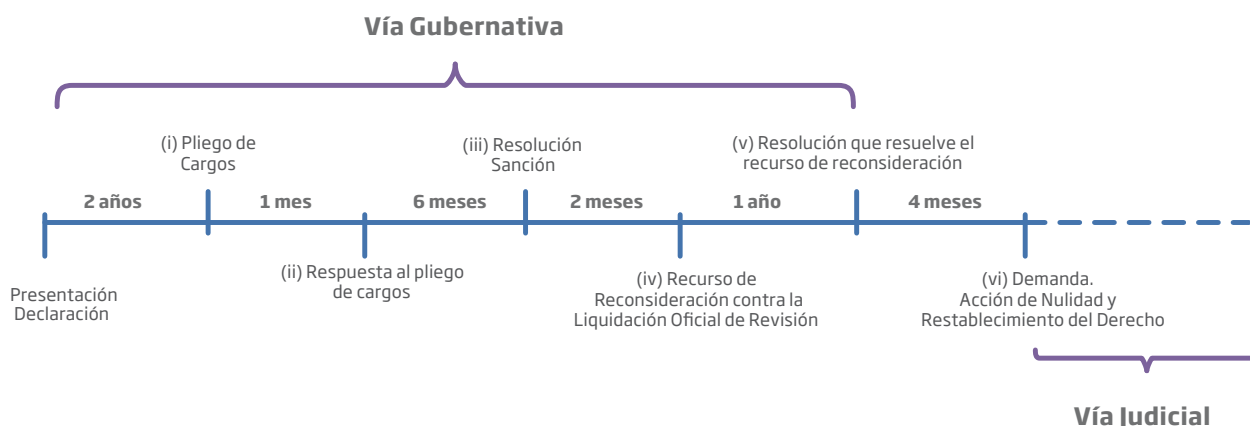 Vía Gubernativa
(i) Pliego de
Cargos
(iii) Resolución
Sanción
(v) Resolución que resuelve el
recurso de reconsideración
2 años
1 mes
6 meses
2 meses
1 año
4 meses
Presentación
Declaración
(ii) Respuesta al pliego
de cargos
(iv) Recurso de
Reconsideración contra la
Liquidación Oficial de Revisión
(vi) Demanda.
Acción de Nulidad y
Restablecimiento del Derecho
Vía Judicial